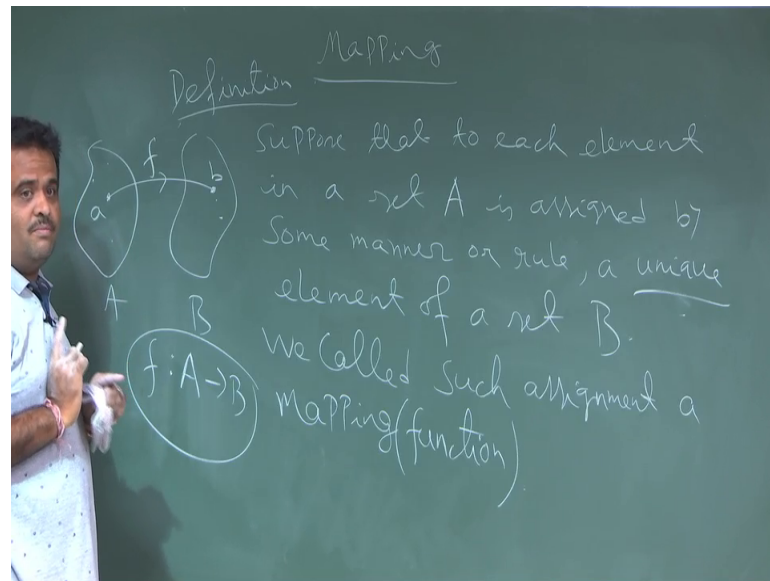 Mapping
Definition
Suppose that to each element
in a set A is assigned by
some manner or rule, a unique
element of a set B.
We called such assignment a
mapping (function)
f
a
b
A
B
f : A → B